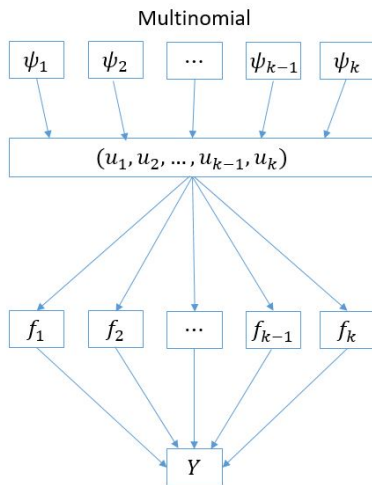 Multinomial
ψ₁ ψ₂ ⋯ ψₖ₋₁ ψₖ
(u₁, u₂, …, uₖ₋₁, uₖ)
f₁ f₂ ⋯ fₖ₋₁ fₖ
Y